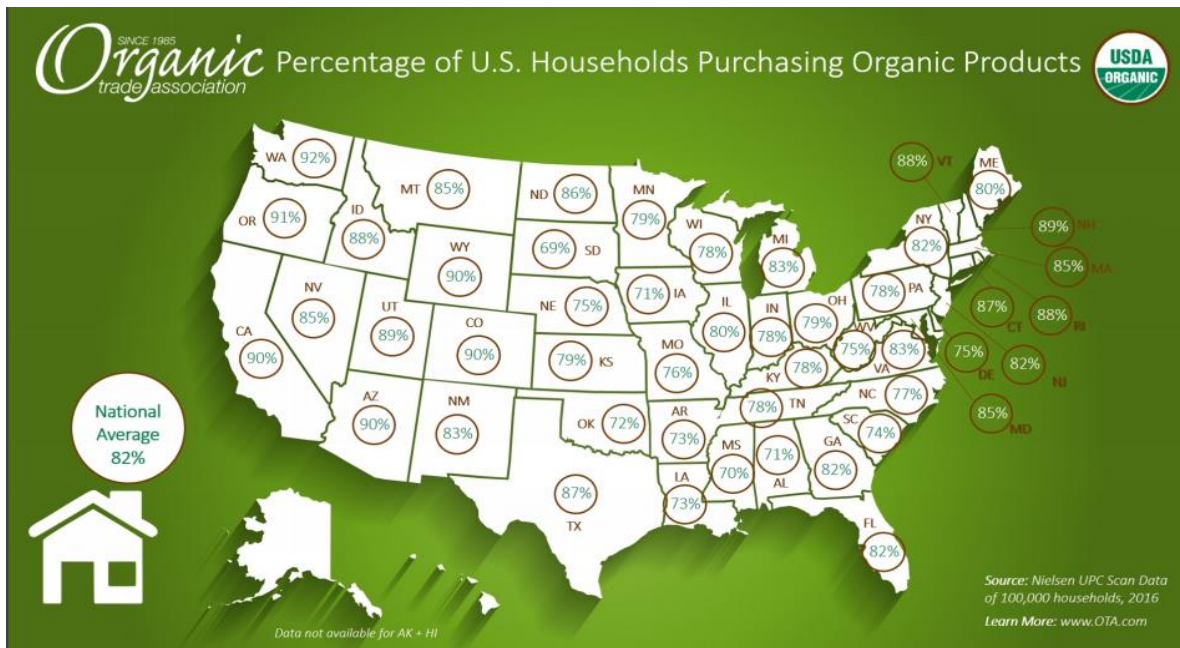 SINCE 1985
Organic
trade association
Percentage of U.S. Households Purchasing Organic Products
USDA
ORGANIC
WA 92%
OR 91%
ID
88%
MT 85%
ND 86%
69% SD
WY
90%
NE 75%
79% KS
NV
85%
UT
89%
CO
90%
CA
90%
AZ
90%
NM
83%
OK 72%
87%
TX
MN
79%
71% IA
MO
76%
AR
73%
LA
73%
WI
78%
IL
80%
MI
83%
IN
78%
OH
79%
KY 78%
78% TN
MS
70%
71%
AL
GA
82%
FL
82%
SC
74%
NC 77%
WV
75%
83%
VA
78% PA
NY
82%
ME
80%
88% VT
89% NH
85% MA
88% RI
87%
CT
82%
NJ
75%
DE
85%
MD
National
Average
82%
Data not available for AK + HI
Source: Nielsen UPC Scan Data
of 100,000 households, 2016
Learn More: www.OTA.com